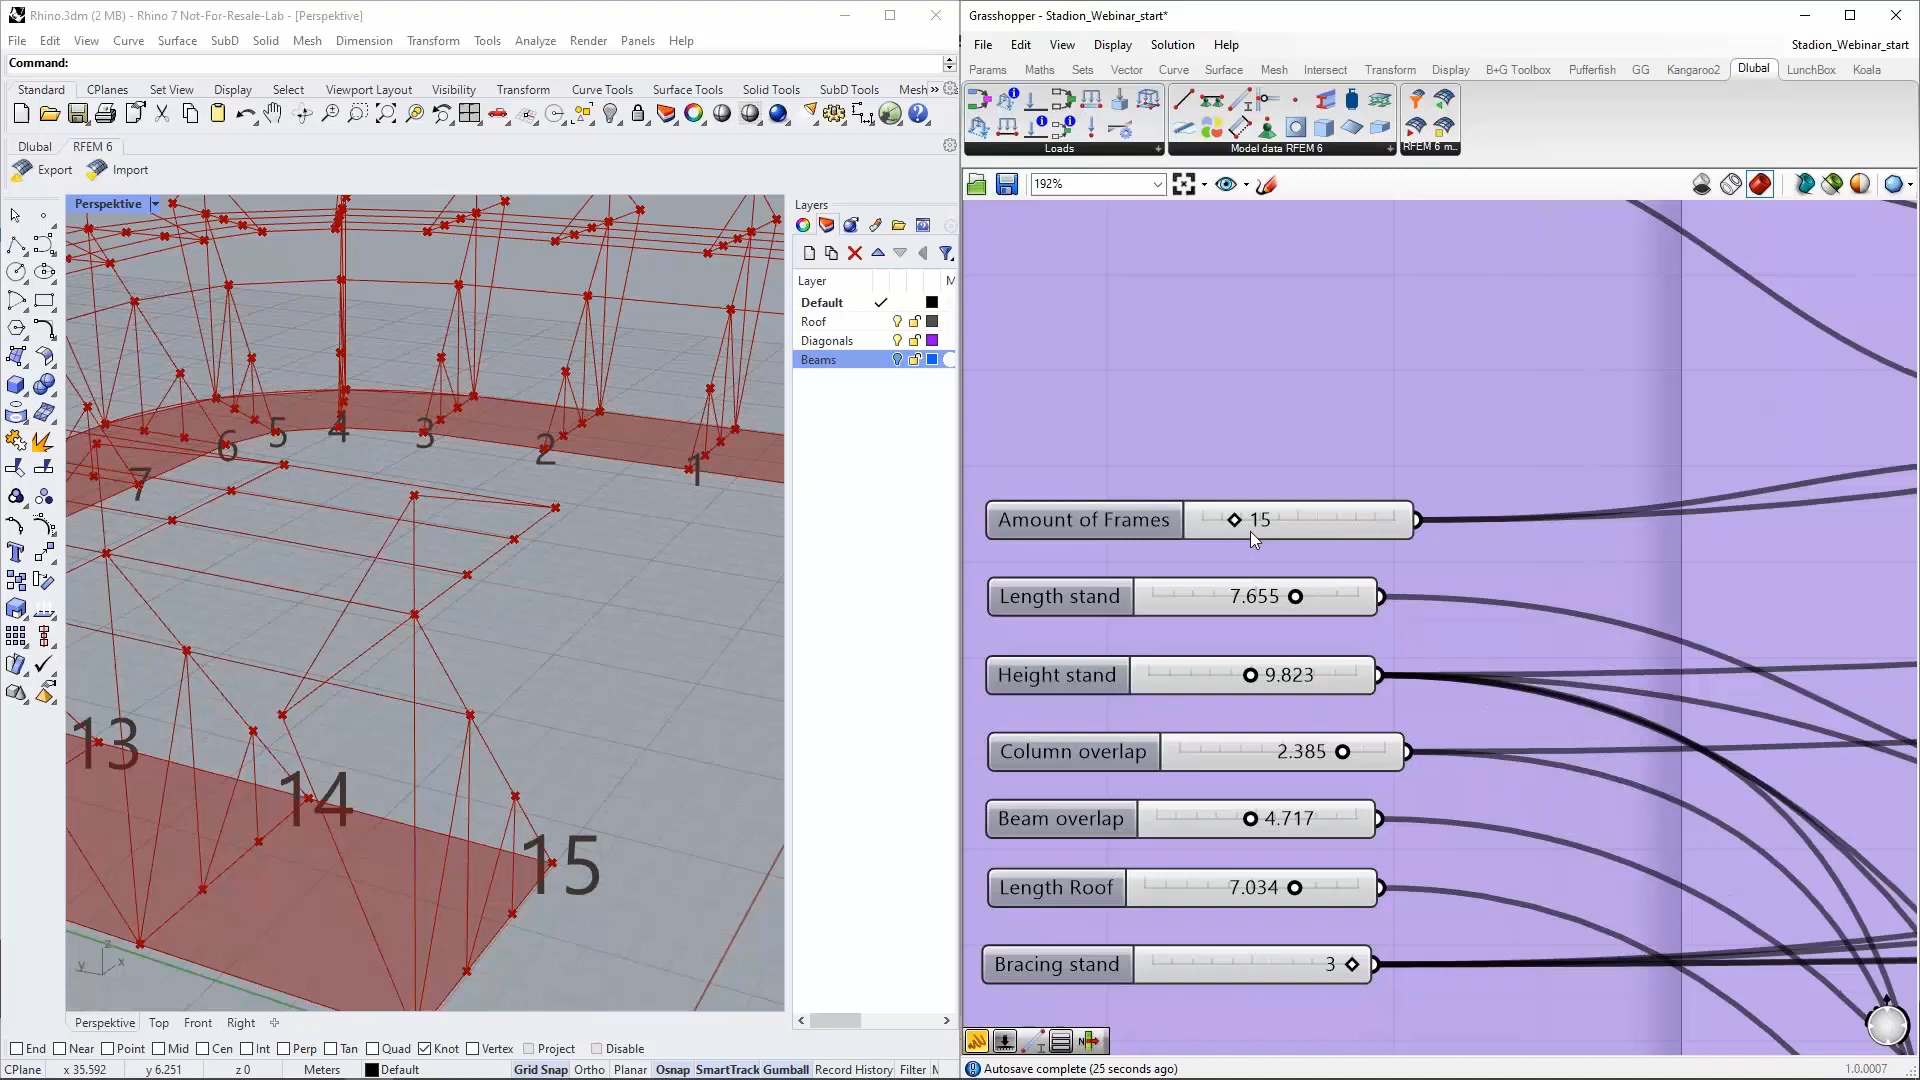 Rhino.3dm (2 MB) - Rhino 7 Not-For-Resale-Lab - [Perspektive]
File Edit View Curve Surface SubD Solid Mesh Dimension Transform Tools Analyze Render Panels Help
Command:
Standard CPlanes Set View Display Select Viewport Layout Visibility Transform Curve Tools Surface Tools Solid Tools SubD Tools Mesh »
Dlubal RFEM 6
Export Import
Perspektive
1
2
3
4
5
6
7
13
14
15
z
y x
Layers
Layer M
Default
Roof
Diagonals
Beams
Perspektive Top Front Right
End Near Point Mid Cen Int Perp Tan Quad Knot Vertex Project Disable
CPlane x 35.592 y 6.251 z 0 Meters Default Grid Snap Ortho Planar Osnap SmartTrack Gumball Record History Filter
Grasshopper - Stadion_Webinar_start*
File Edit View Display Solution Help Stadion_Webinar_start
Params Maths Sets Vector Curve Surface Mesh Intersect Transform Display B+G Toolbox Pufferfish GG Kangaroo2 Dlubal LunchBox Koala
Loads Model data RFEM 6 RFEM 6 m..
192%
Amount of Frames 15
Length stand 7.655
Height stand 9.823
Column overlap 2.385
Beam overlap 4.717
Length Roof 7.034
Bracing stand 3
Autosave complete (25 seconds ago) 1.0.0007